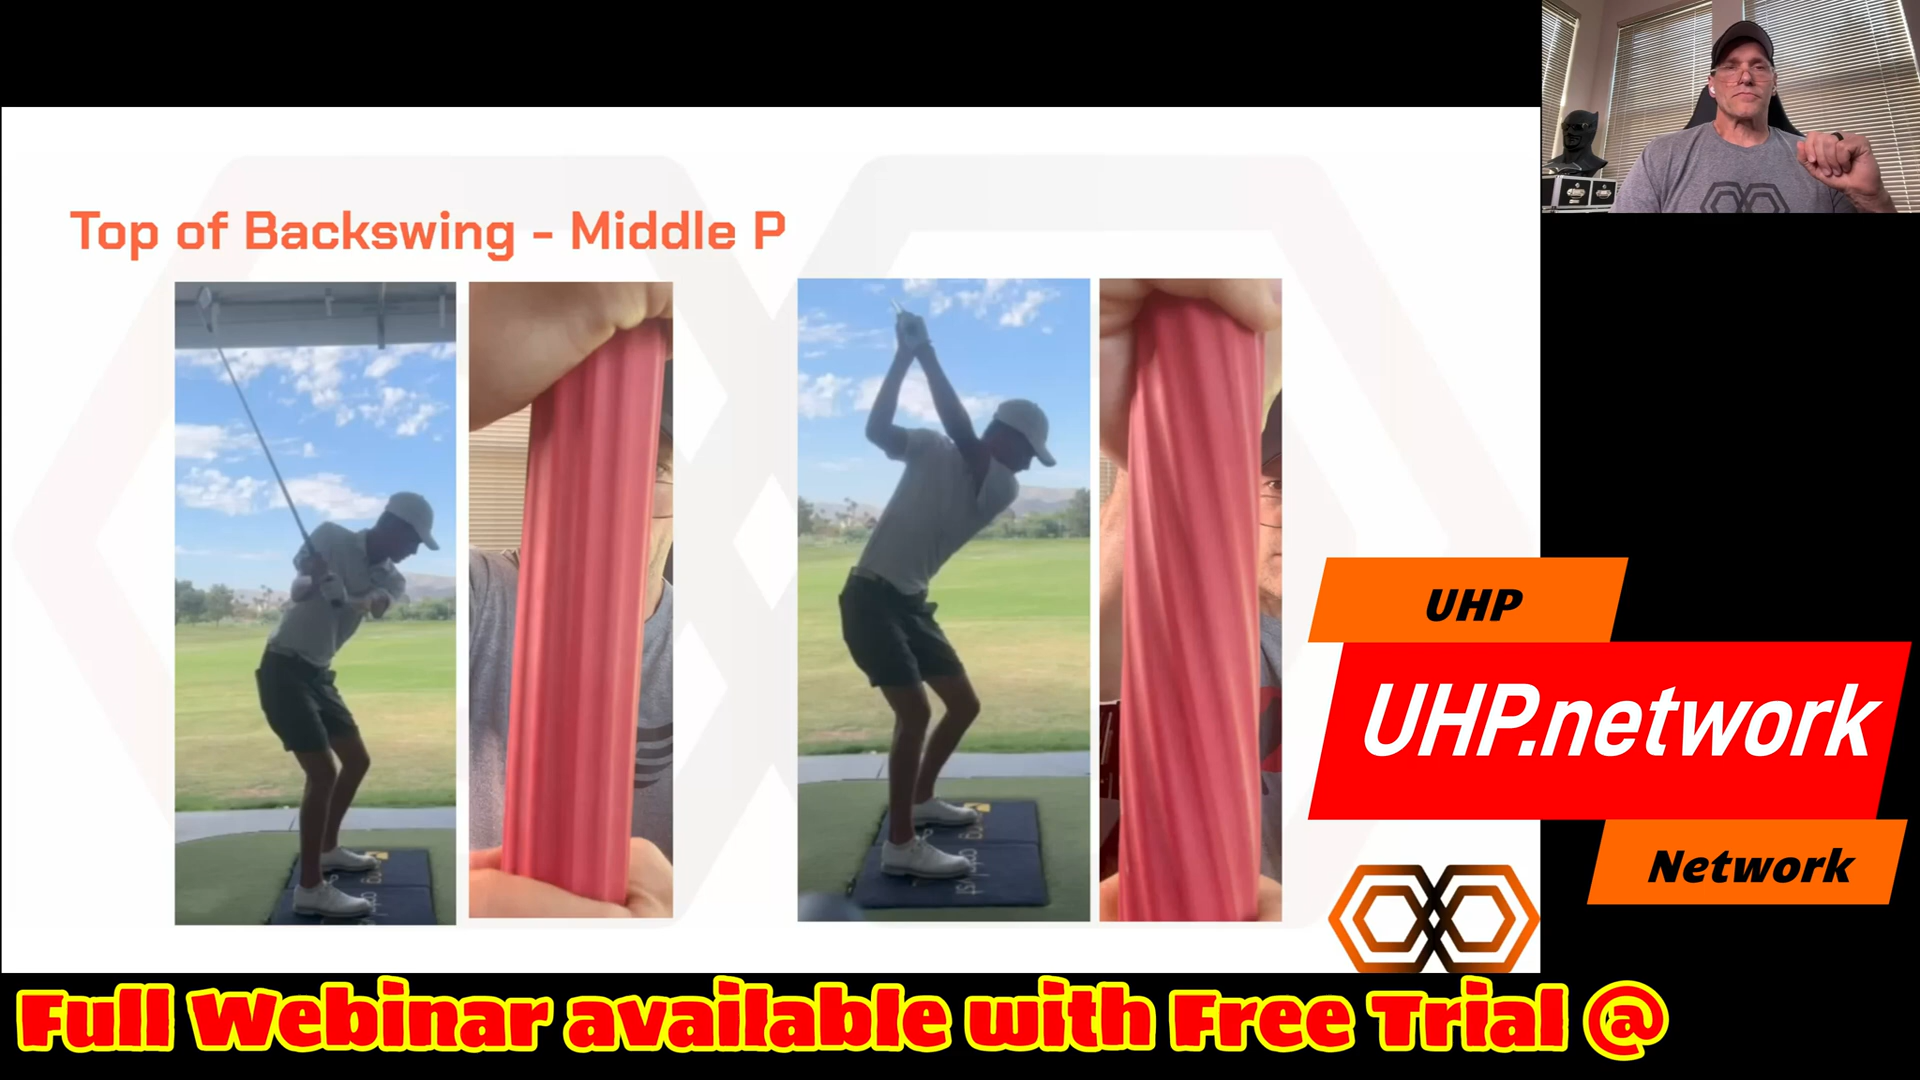 Top of Backswing - Middle P
UHP
UHP.network
Network
Full Webinar available with Free Trial @